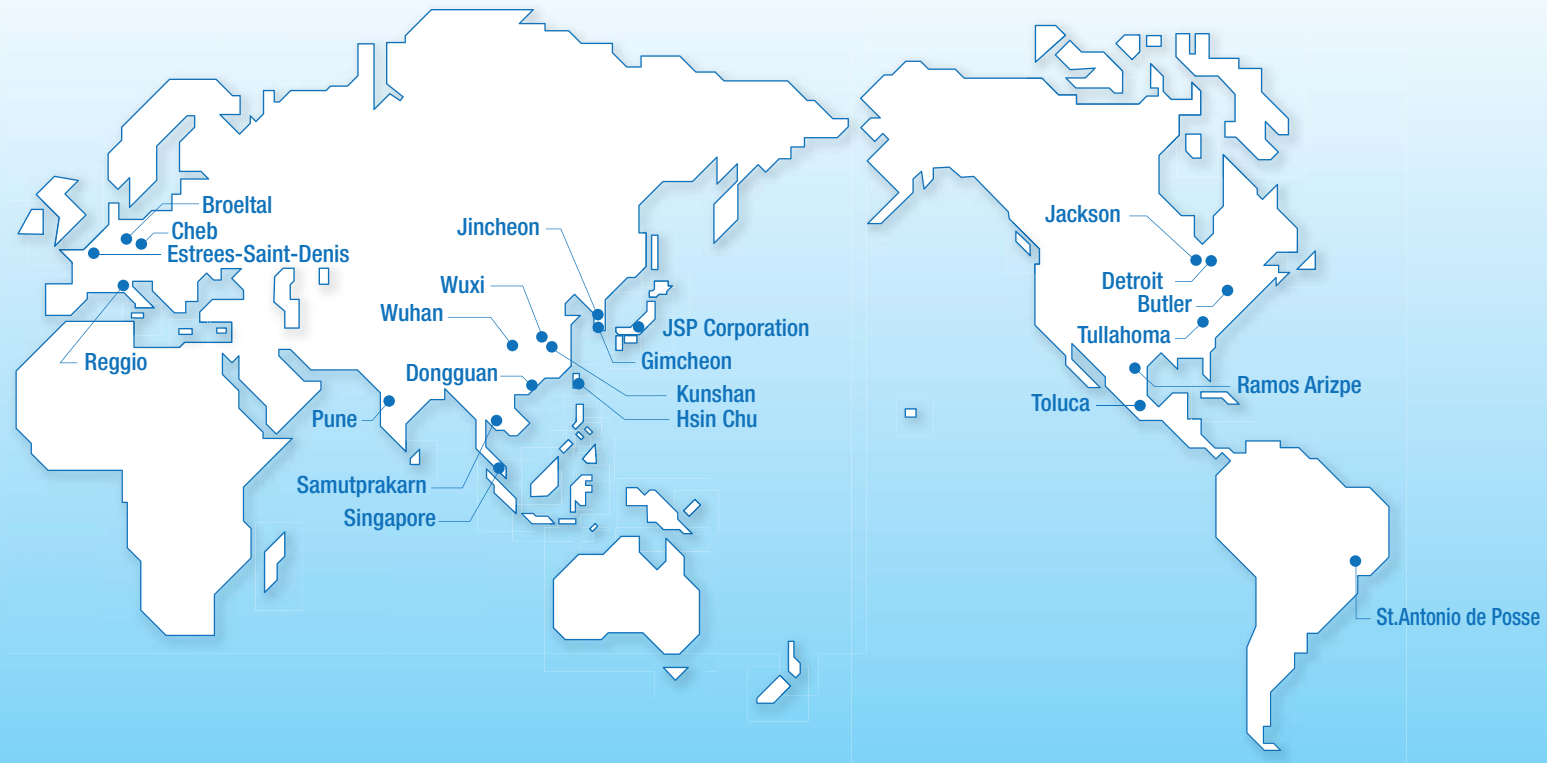 Broeltal
Cheb
Estrees-Saint-Denis
Reggio
Jincheon
Wuxi
Wuhan
JSP Corporation
Gimcheon
Dongguan
Kunshan
Hsin Chu
Pune
Samutprakarn
Singapore
Jackson
Detroit
Butler
Tullahoma
Ramos Arizpe
Toluca
St.Antonio de Posse